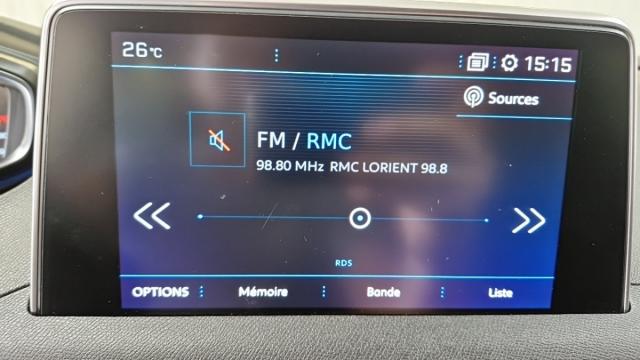 26°C 15:15
Sources
FM / RMC
98.80 MHz RMC LORIENT 98.8
RDS
OPTIONS Mémoire Bande Liste